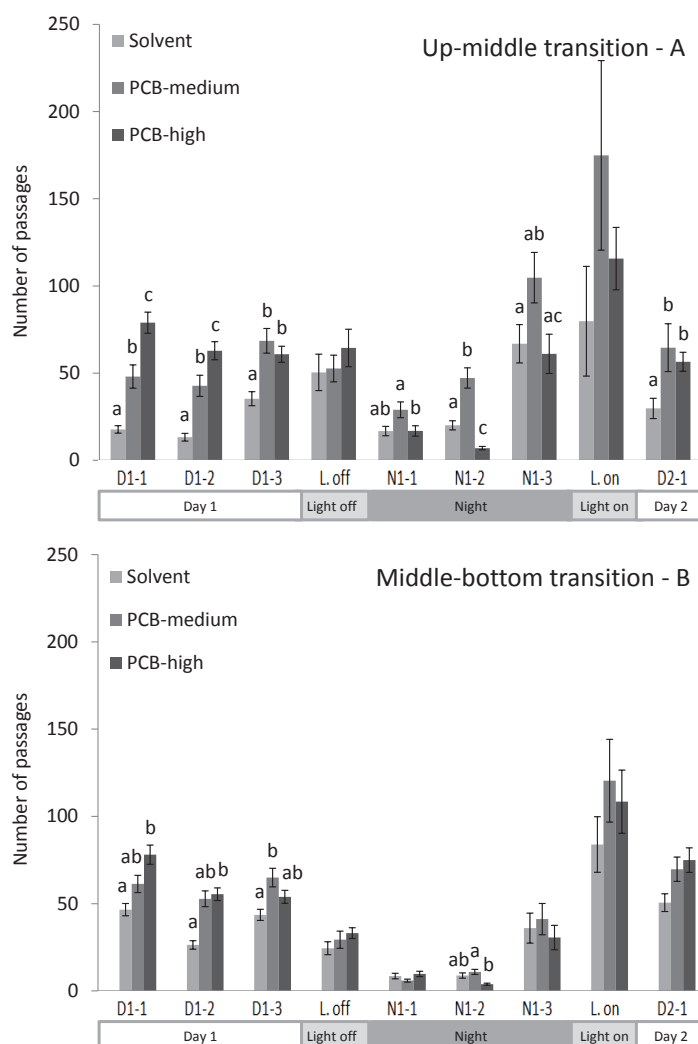 250
Solvent
Up-middle transition - A
PCB-medium
200
PCB-high
150
Number of passages
100
50
0
a b c
a b c
a b b
ab a b
a b c
a ab ac
a b b
D1-1 D1-2 D1-3 L. off N1-1 N1-2 N1-3 L. on D2-1
Day 1 Light off Night Light on Day 2
250
Solvent
Middle-bottom transition - B
PCB-medium
200
PCB-high
150
Number of passages
100
50
0
a ab b
a ab b
a b ab
ab a b
D1-1 D1-2 D1-3 L. off N1-1 N1-2 N1-3 L. on D2-1
Day 1 Light off Night Light on Day 2